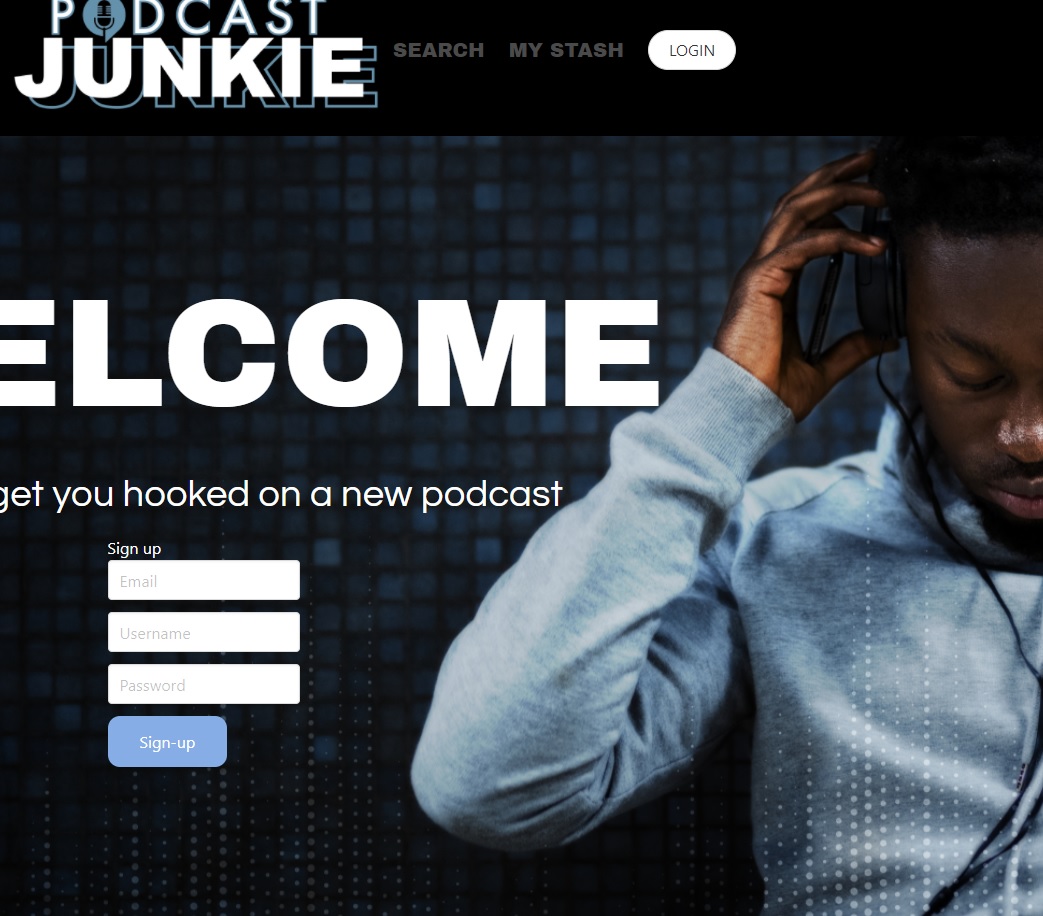 PODCAST
JUNKIE
SEARCH MY STASH LOGIN
ELCOME
get you hooked on a new podcast
Sign up
Email
Username
Password
Sign-up